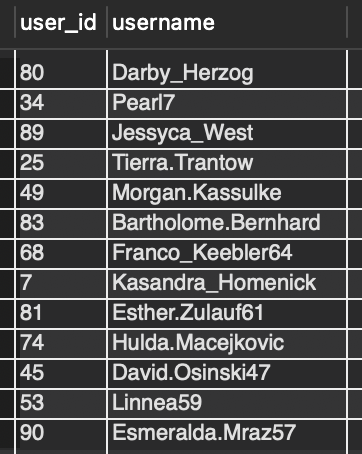 user_id username
80 Darby_Herzog
34 Pearl7
89 Jessyca_West
25 Tierra.Trantow
49 Morgan.Kassulke
83 Bartholome.Bernhard
68 Franco_Keebler64
7 Kasandra_Homenick
81 Esther.Zulauf61
74 Hulda.Macejkovic
45 David.Osinski47
53 Linnea59
90 Esmeralda.Mraz57